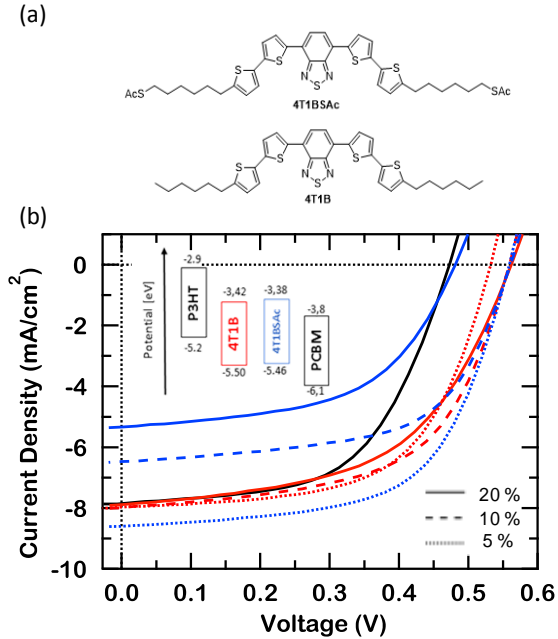 (a)
S
S
S
S
N
N
S
AcS
SAc
4T1BSAc
S
S
S
S
N
N
S
4T1B
(b)
Current Density (mA/cm²)
0
-2
-4
-6
-8
-10
Potential [eV]
-2.9
P3HT
-5.2
-3,42
4T1B
-5.50
-3,38
4T1BSAc
-5.46
-3,8
PCBM
-6,1
20 %
10 %
5 %
0.0
0.1
0.2
0.3
0.4
0.5
0.6
Voltage (V)